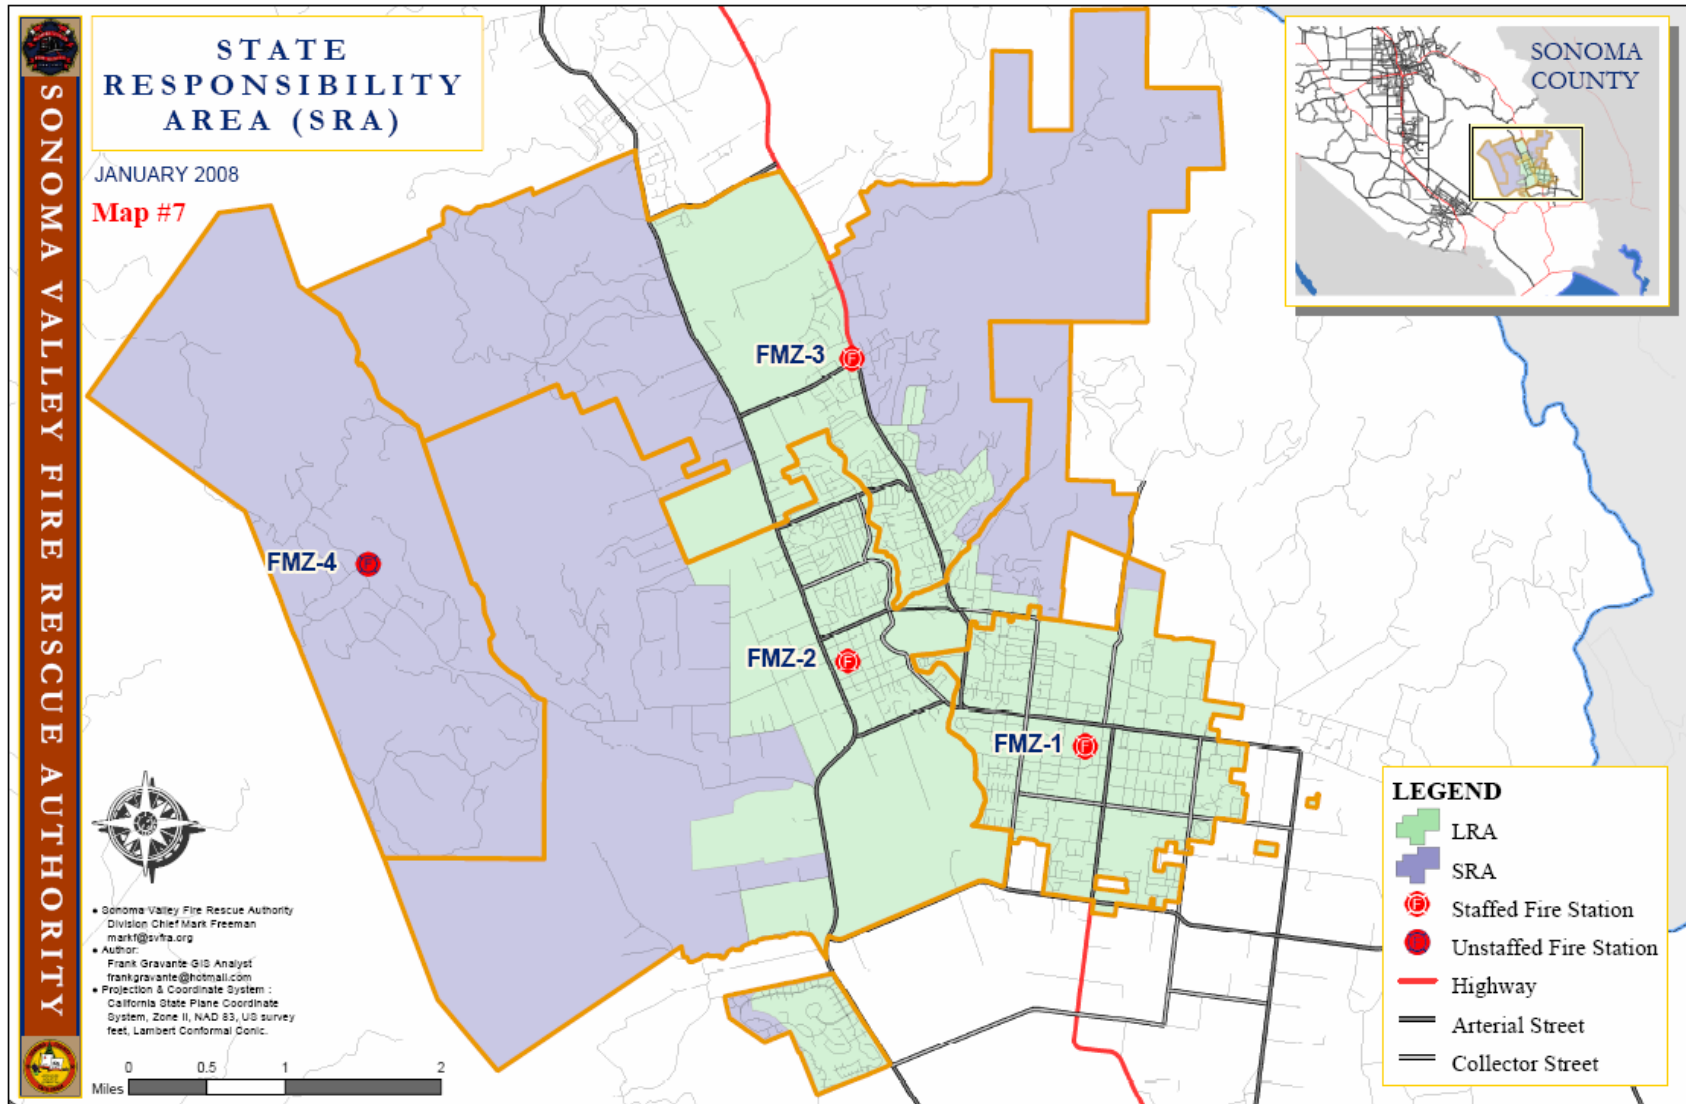 SONOMA VALLEY FIRE RESCUE AUTHORITY
STATE
RESPONSIBILITY
AREA (SRA)
JANUARY 2008
Map #7
SONOMA
COUNTY
FMZ-3
FMZ-4
FMZ-2
FMZ-1
LEGEND
LRA
SRA
Staffed Fire Station
Unstaffed Fire Station
Highway
Arterial Street
Collector Street
• Sonoma Valley Fire Rescue Authority
Division Chief Mark Freeman
markf@svfra.org
• Author:
Frank Gravante GIS Analyst
frankgravante@hotmail.com
• Projection & Coordinate System :
California State Plane Coordinate
System, Zone II, NAD 83, US survey
feet, Lambert Conformal Conic.
0 0.5 1 2
Miles